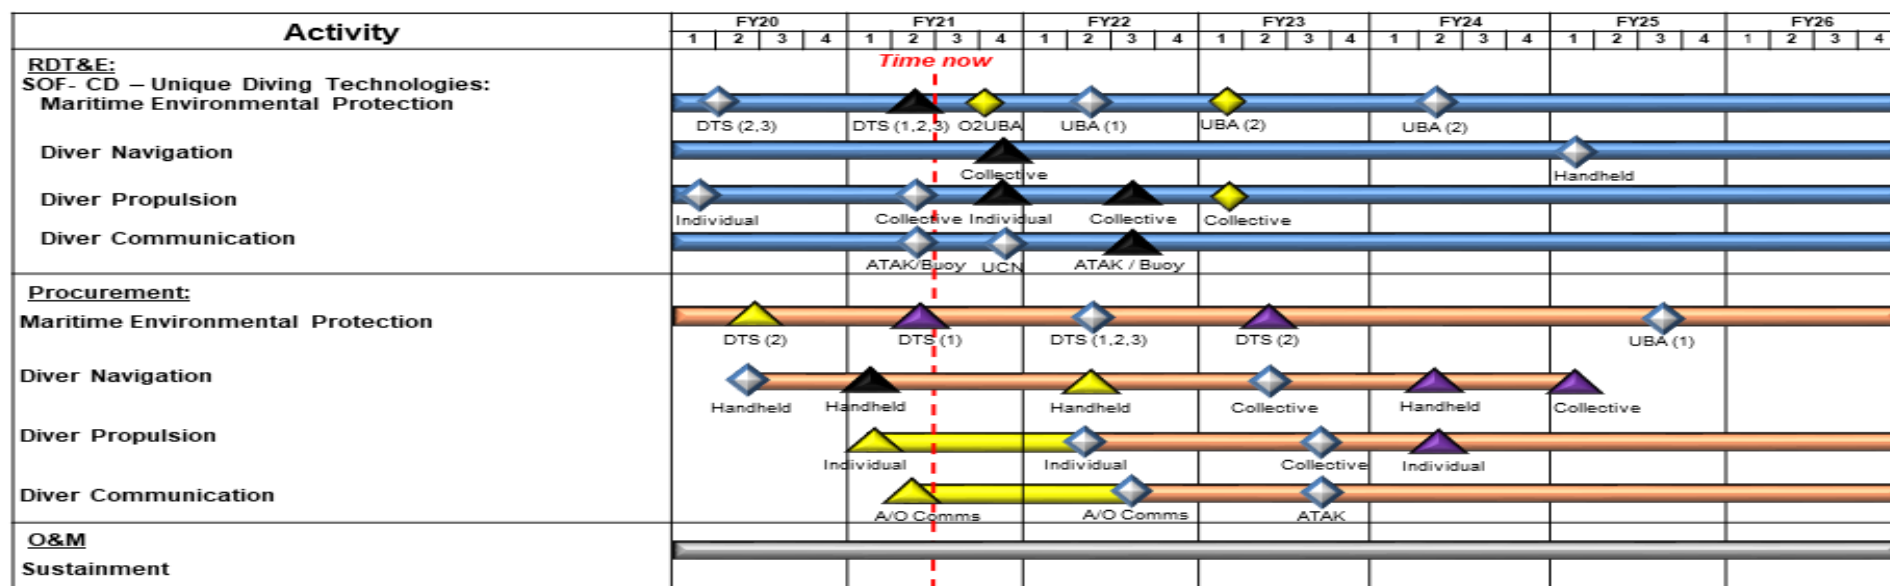 Activity FY20 FY21 FY22 FY23 FY24 FY25 FY26
1 2 3 4 1 2 3 4 1 2 3 4 1 2 3 4 1 2 3 4 1 2 3 4 1 2 3 4
RDT&E: Time now
SOF- CD – Unique Diving Technologies:
Maritime Environmental Protection
DTS (2,3) DTS (1,2,3) O2UBA UBA (1) UBA (2) UBA (2)
Diver Navigation
Collective Handheld
Diver Propulsion
Individual Collective Individual Collective Collective
Diver Communication
ATAK/Buoy UCN ATAK / Buoy
Procurement:
Maritime Environmental Protection
DTS (2) DTS (1) DTS (1,2,3) DTS (2) UBA (1)
Diver Navigation
Handheld Handheld Handheld Collective Handheld Collective
Diver Propulsion
Individual Individual Collective Individual
Diver Communication
A/O Comms A/O Comms ATAK
O&M
Sustainment